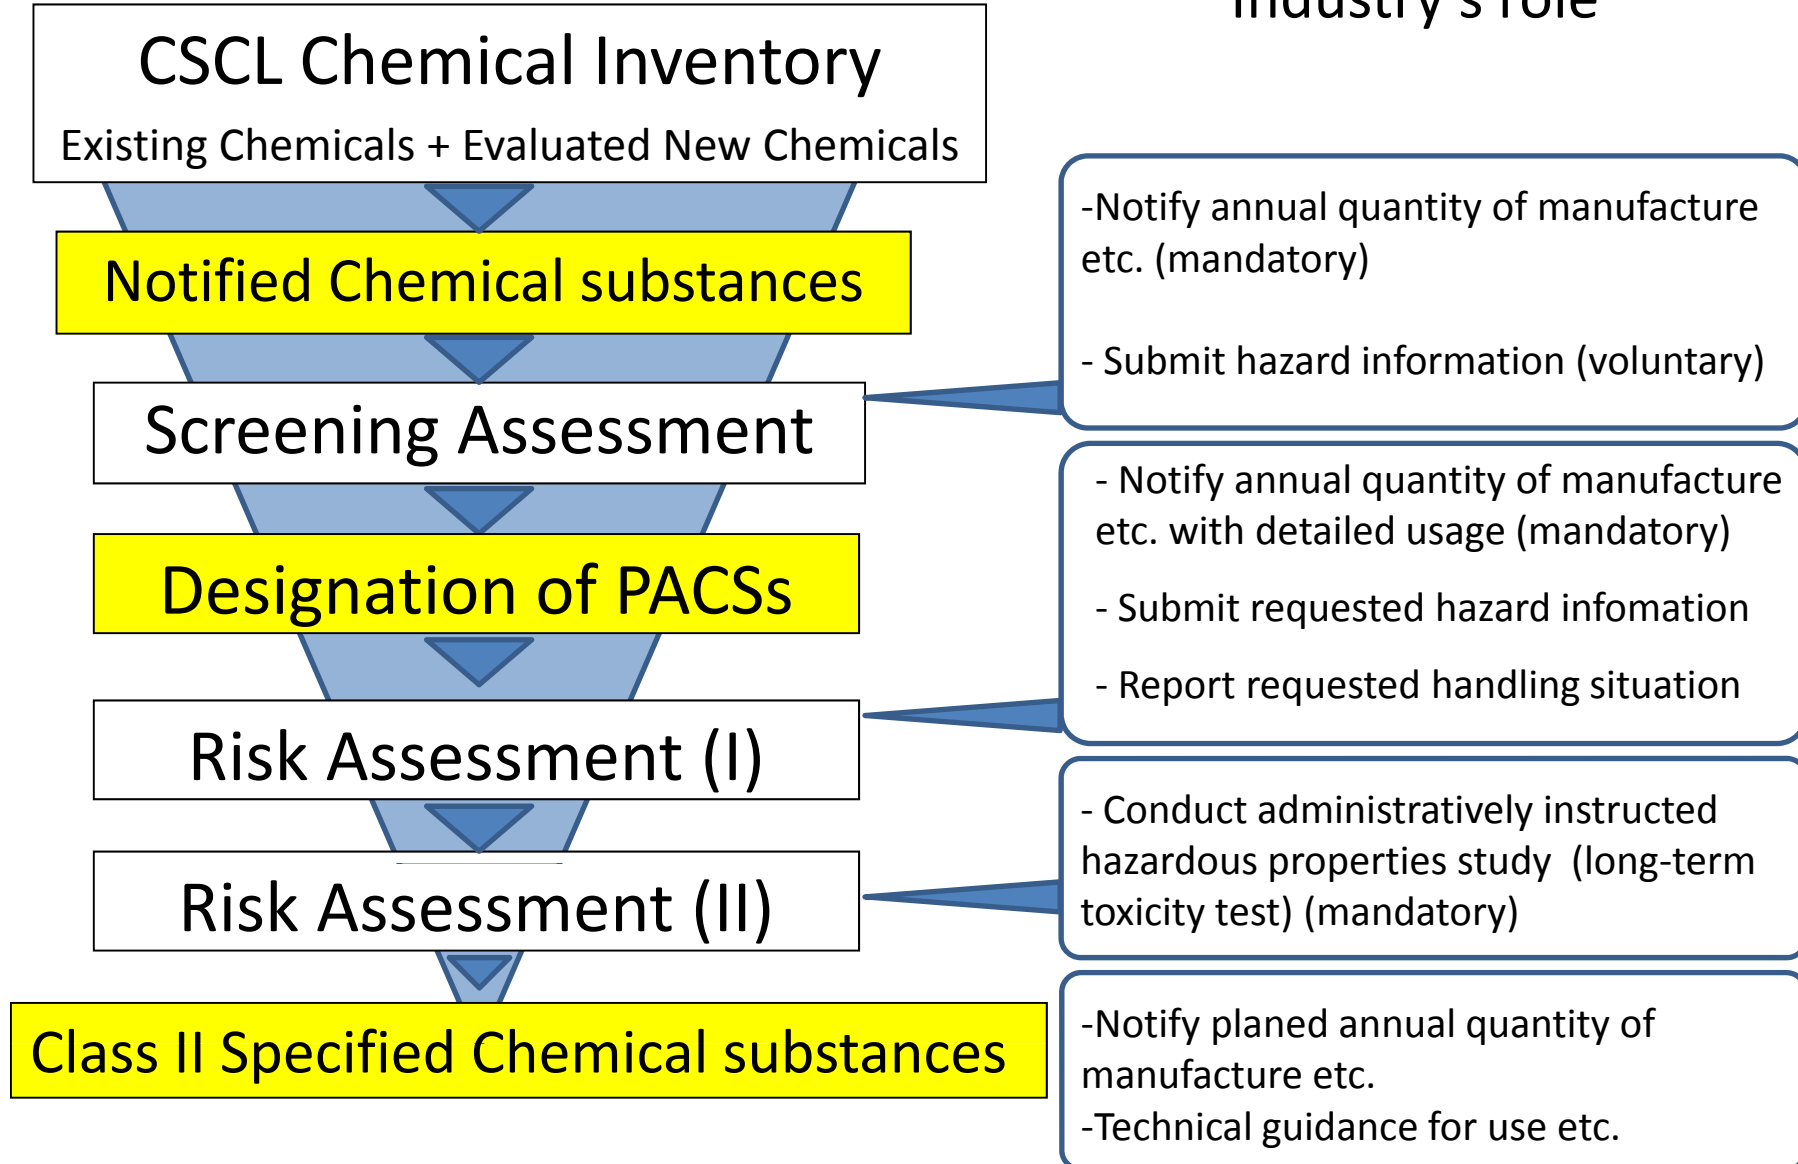 Industry's role
CSCL Chemical Inventory
Existing Chemicals + Evaluated New Chemicals
Notified Chemical substances
Screening Assessment
Designation of PACSs
Risk Assessment (I)
Risk Assessment (II)
Class II Specified Chemical substances
-Notify annual quantity of manufacture
etc. (mandatory)
- Submit hazard information (voluntary)
- Notify annual quantity of manufacture
etc. with detailed usage (mandatory)
- Submit requested hazard infomation
- Report requested handling situation
- Conduct administratively instructed
hazardous properties study (long-term
toxicity test) (mandatory)
-Notify planed annual quantity of
manufacture etc.
-Technical guidance for use etc.